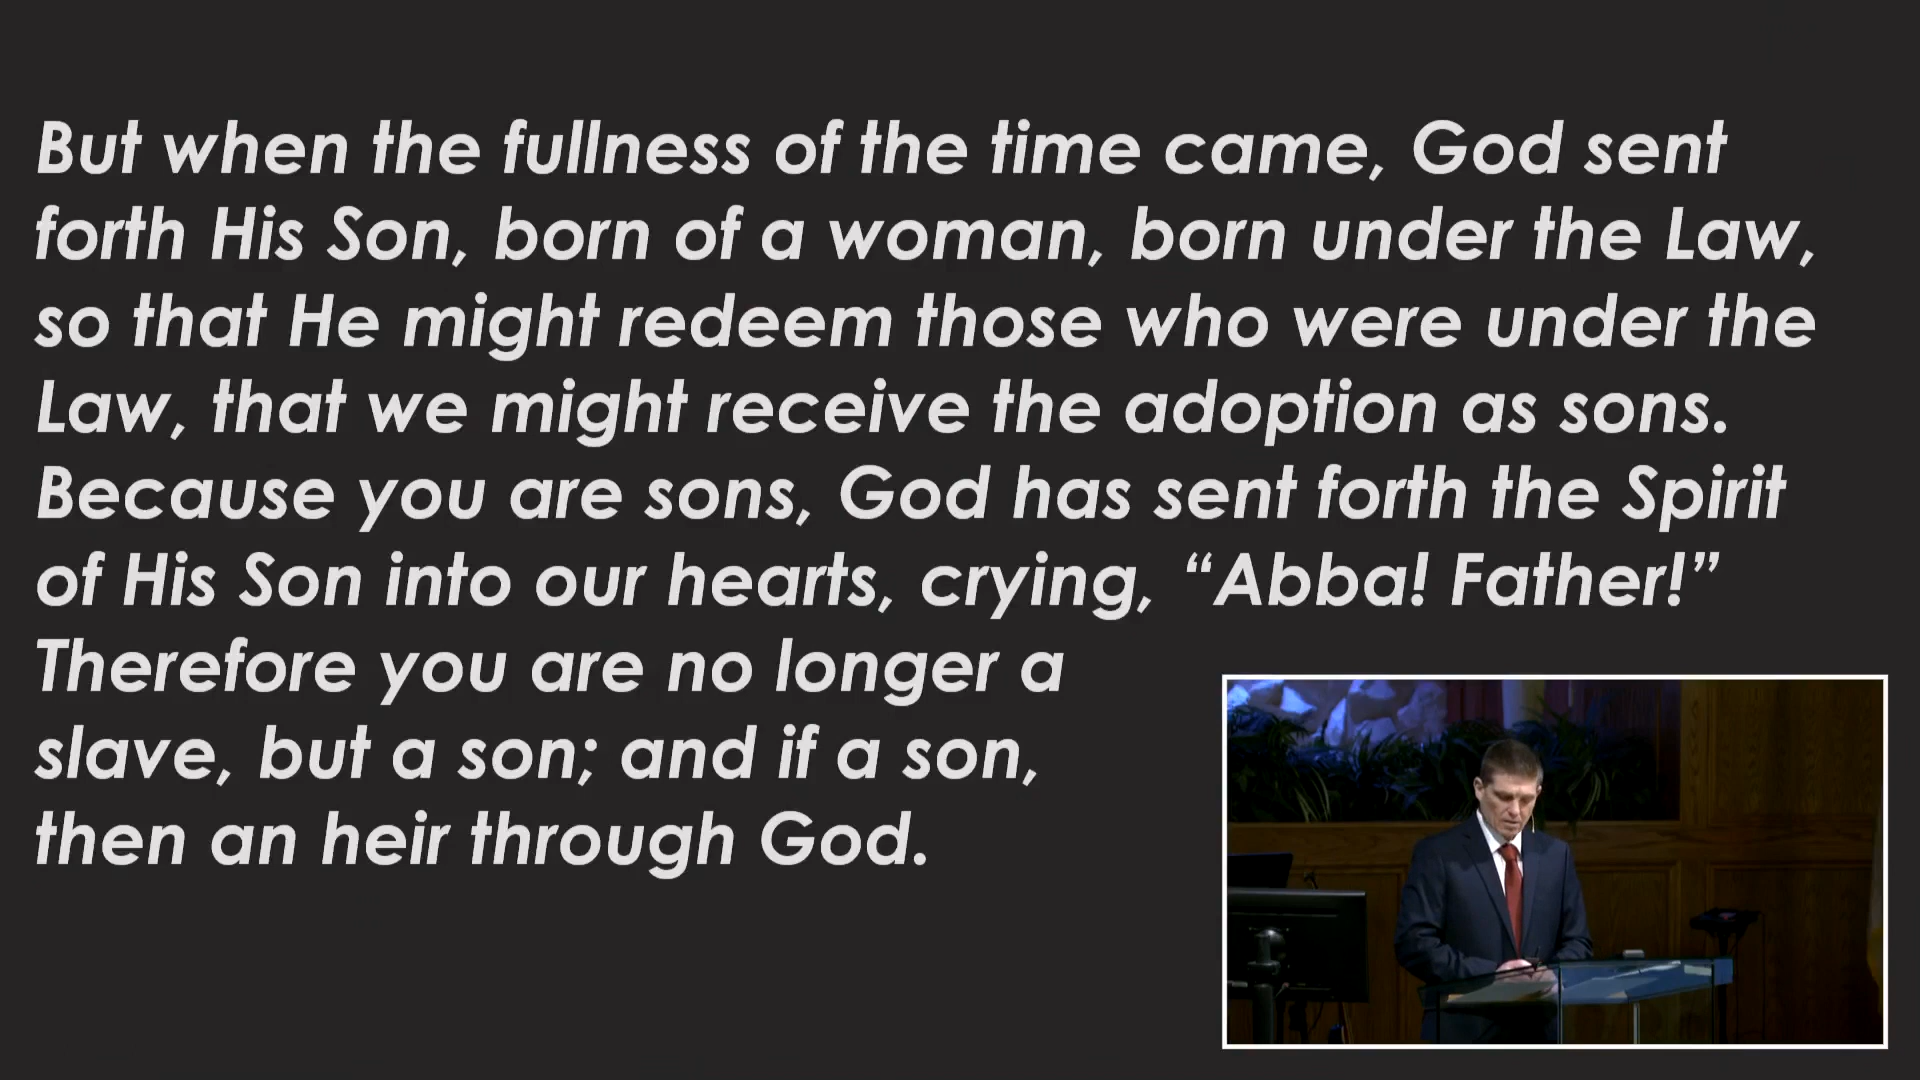 But when the fullness of the time came, God sent
forth His Son, born of a woman, born under the Law,
so that He might redeem those who were under the
Law, that we might receive the adoption as sons.
Because you are sons, God has sent forth the Spirit
of His Son into our hearts, crying, “Abba! Father!”
Therefore you are no longer a
slave, but a son; and if a son,
then an heir through God.